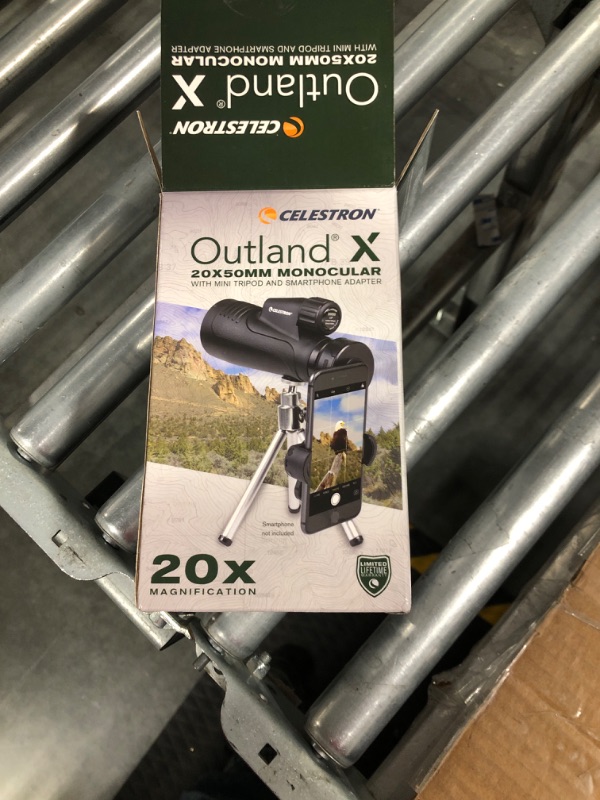 CELESTRON
Outland® X
20X50MM MONOCULAR
WITH MINI TRIPOD AND SMARTPHONE ADAPTER
CELESTRON
Outland® X
20X50MM MONOCULAR
WITH MINI TRIPOD AND SMARTPHONE ADAPTER
CELESTRON
Smartphone
not included
20x
MAGNIFICATION
LIMITED
LIFETIME
WARRANTY